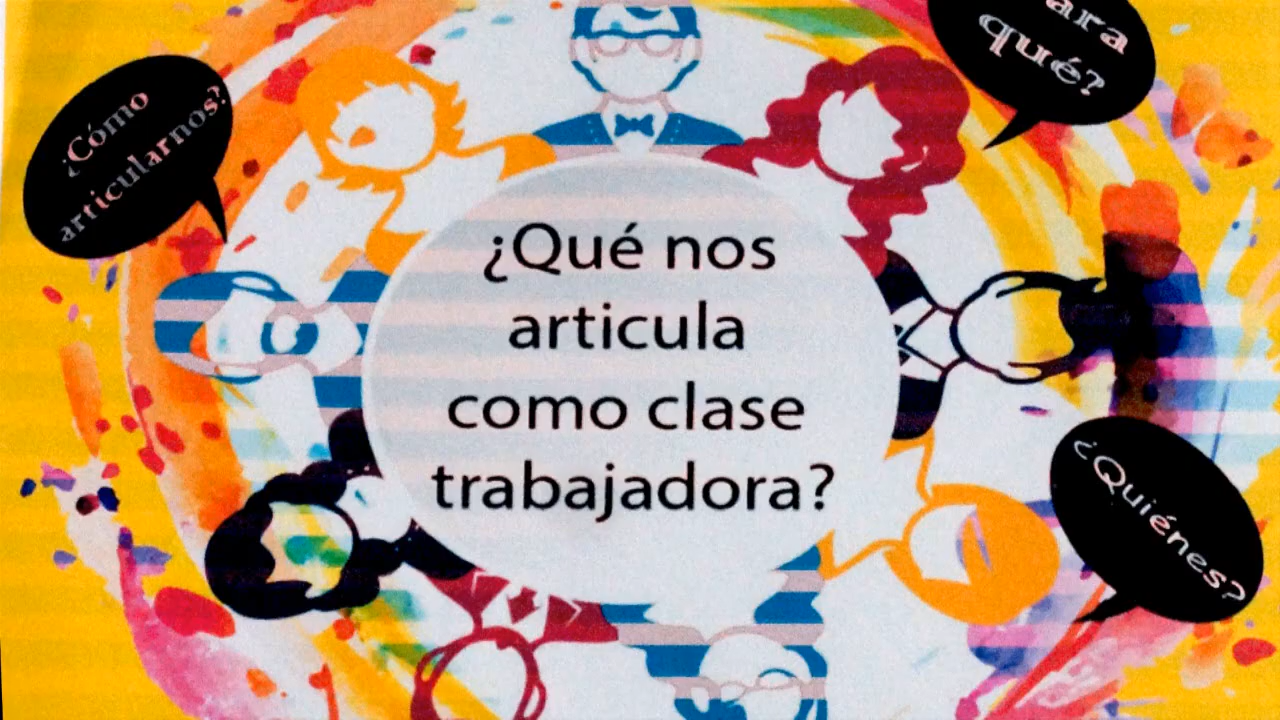 ¿Cómo
articularnos?
ara
qué?
¿Qué nos
articula
como clase
trabajadora?
¿Quiénes?